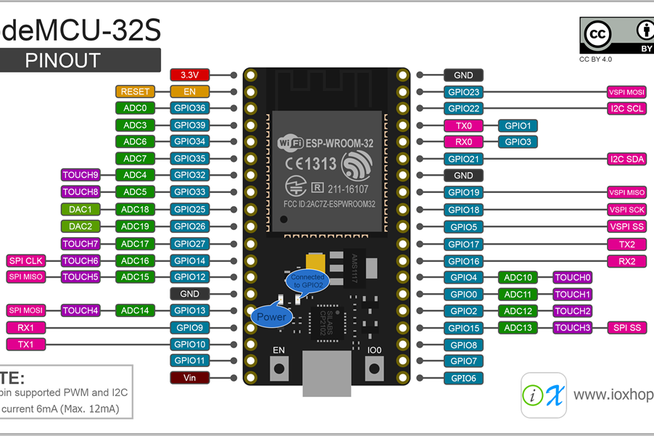 deMCU-32S
PINOUT
CC
BY
CC BY 4.0
3.3V
GND
RESET EN
GPIO23 VSPI MOSI
ADC0 GPIO36
GPIO22 I2C SCL
ADC3 GPIO39
TX0 GPIO1
ADC6 GPIO34
RX0 GPIO3
ADC7 GPIO35
GPIO21 I2C SDA
TOUCH9 ADC4 GPIO32
GND
TOUCH8 ADC5 GPIO33
GPIO19 VSPI MISO
DAC1 ADC18 GPIO25
GPIO18 VSPI SCK
DAC2 ADC19 GPIO26
GPIO5 VSPI SS
TOUCH7 ADC17 GPIO27
GPIO17 TX2
SPI CLK TOUCH6 ADC16 GPIO14
GPIO16 RX2
SPI MISO TOUCH5 ADC15 GPIO12
GPIO4 ADC10 TOUCH0
GND
GPIO0 ADC11 TOUCH1
SPI MOSI TOUCH4 ADC14 GPIO13
GPIO2 ADC12 TOUCH2
RX1 GPIO9
GPIO15 ADC13 TOUCH3 SPI SS
TX1 GPIO10
GPIO8
GPIO11
GPIO7
Vin
GPIO6
WiFi ESP-WROOM-32
CE1313
R 211-16107
FCC ID:2AC7Z-ESPWROOM32
AMS1117
Connected
to GPIO2
Power
SILABS
CP2102
EN
IO0
TE:
pin supported PWM and I2C
current 6mA (Max. 12mA)
iX
www.ioxhop